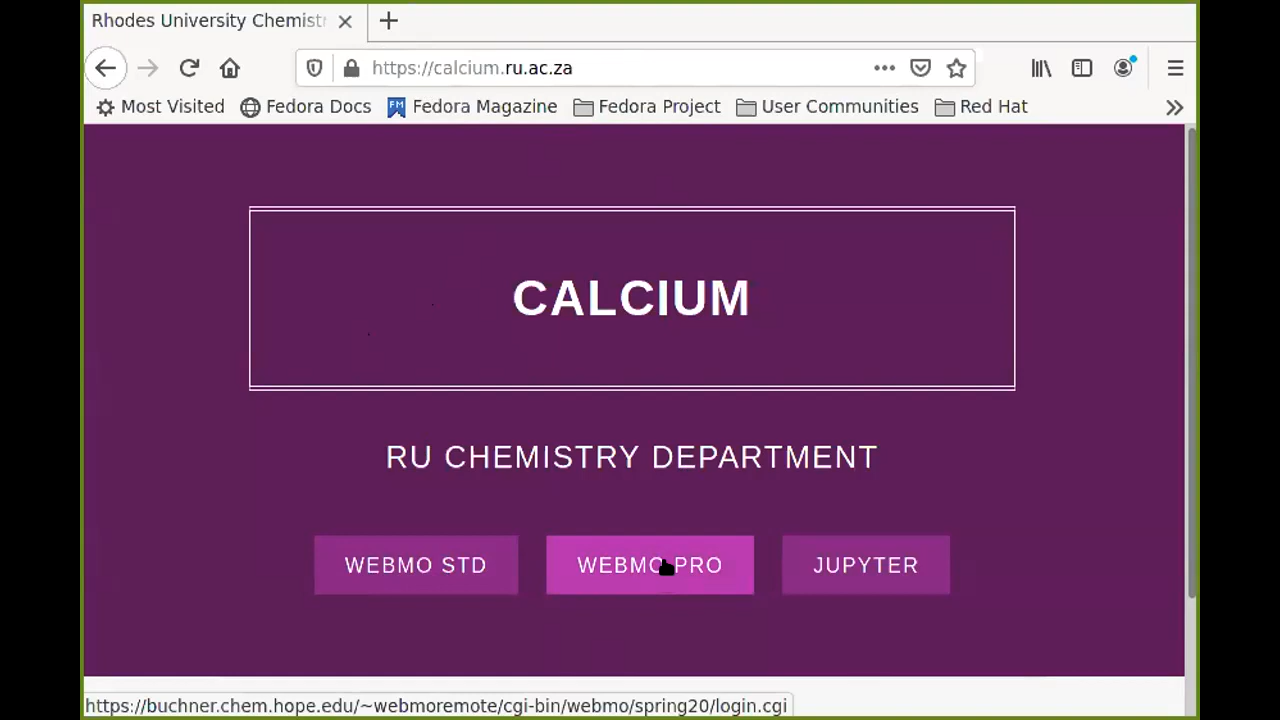 Rhodes University Chemistr
https://calcium.ru.ac.za
Most Visited
Fedora Docs
FM
Fedora Magazine
Fedora Project
User Communities
Red Hat
CALCIUM
RU CHEMISTRY DEPARTMENT
WEBMO STD
WEBMO PRO
JUPYTER
https://buchner.chem.hope.edu/~webmoremote/cgi-bin/webmo/spring20/login.cgi